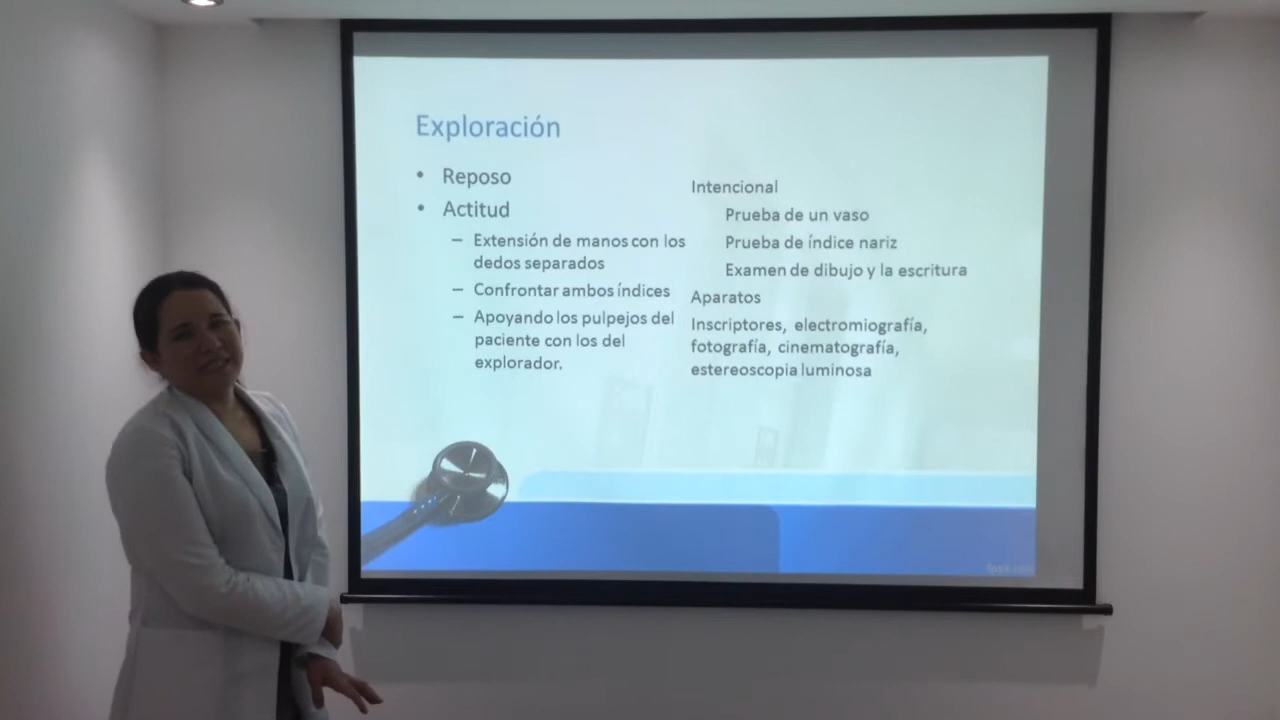 Exploración
• Reposo
• Actitud
– Extensión de manos con los
dedos separados
– Confrontar ambos índices
– Apoyando los pulpejos del
paciente con los del
explorador.
Intencional
Prueba de un vaso
Prueba de índice nariz
Examen de dibujo y la escritura
Aparatos
Inscriptores, electromiografía,
fotografía, cinematografía,
estereoscopia luminosa